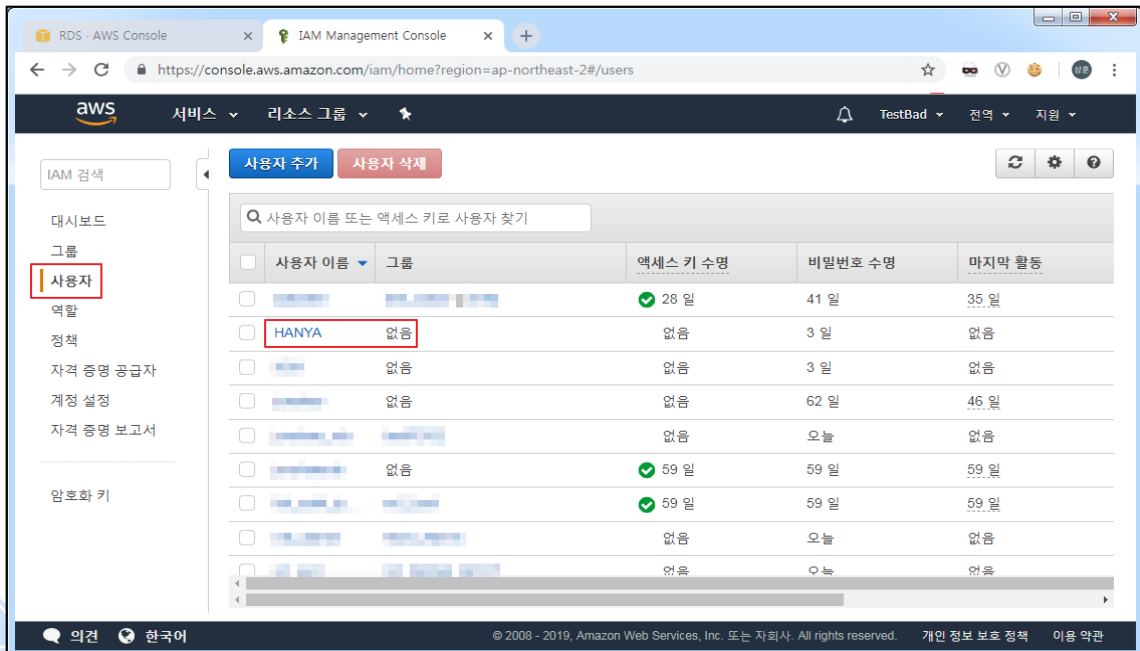 RDS - AWS Console
IAM Management Console
https://console.aws.amazon.com/iam/home?region=ap-northeast-2#/users
상훈
aws 서비스 리소스 그룹 TestBad 전역 지원
IAM 검색
대시보드
그룹
사용자
역할
정책
자격 증명 공급자
계정 설정
자격 증명 보고서
암호화 키
사용자 추가 사용자 삭제
사용자 이름 또는 액세스 키로 사용자 찾기
사용자 이름 그룹 액세스 키 수명 비밀번호 수명 마지막 활동
28 일 41 일 35 일
HANYA 없음 없음 3 일 없음
없음 없음 3 일 없음
없음 없음 62 일 46 일
없음 오늘 없음
없음 59 일 59 일 59 일
59 일 59 일 59 일
없음 오늘 없음
없음 오늘 없음
의견 한국어 © 2008 - 2019, Amazon Web Services, Inc. 또는 자회사. All rights reserved. 개인 정보 보호 정책 이용 약관